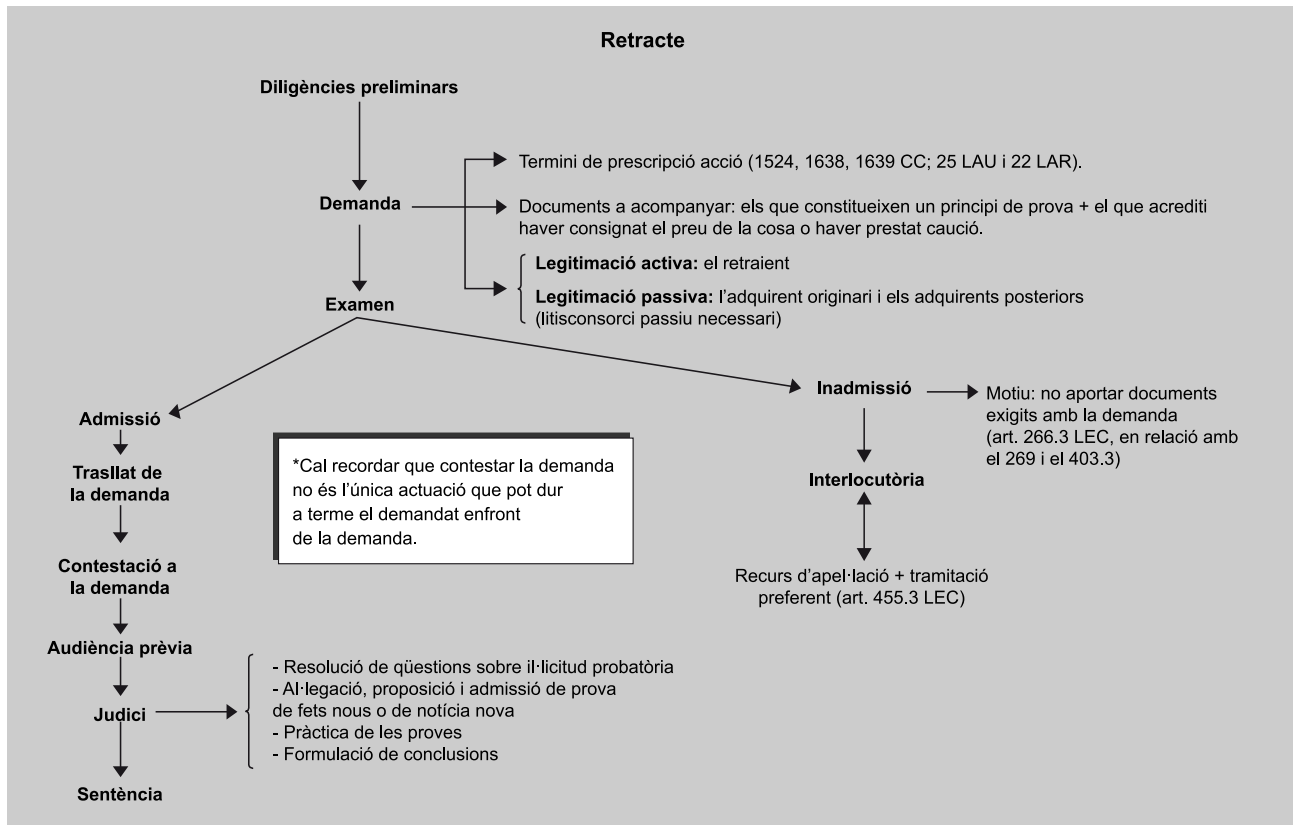 Retracte
Diligències preliminars
Termini de prescripció acció (1524, 1638, 1639 CC; 25 LAU i 22 LAR).
Demanda
Documents a acompanyar: els que constitueixen un principi de prova + el que acrediti
haver consignat el preu de la cosa o haver prestat caució.
Legitimació activa: el retraient
Legitimació passiva: l’adquirent originari i els adquirents posteriors
(litisconsorci passiu necessari)
Examen
Inadmissió
Motiu: no aportar documents
exigits amb la demanda
(art. 266.3 LEC, en relació amb
el 269 i el 403.3)
Interlocutòria
Recurs d’apel·lació + tramitació
preferent (art. 455.3 LEC)
Admissió
Trasllat de
la demanda
*Cal recordar que contestar la demanda
no és l’única actuació que pot dur
a terme el demandat enfront
de la demanda.
Contestació a
la demanda
Audiència prèvia
Judici
- Resolució de qüestions sobre il·licitud probatòria
- Al·legació, proposició i admissió de prova
de fets nous o de notícia nova
- Pràctica de les proves
- Formulació de conclusions
Sentència